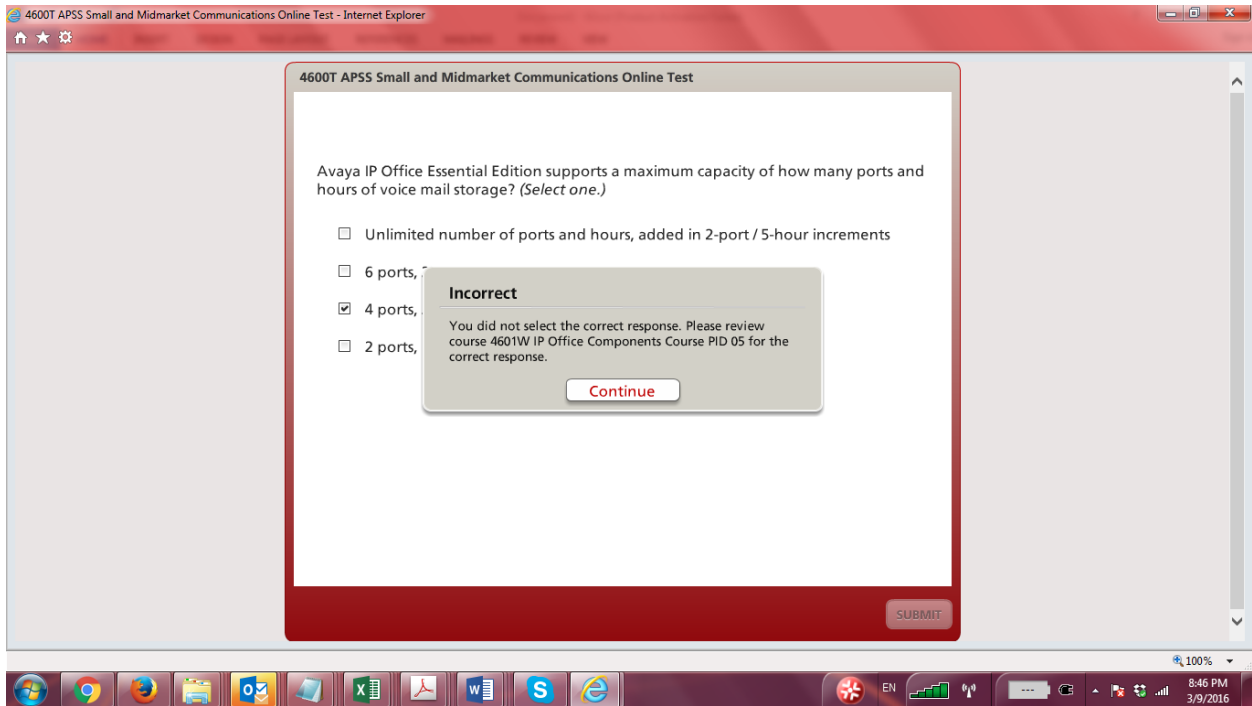 4600T APSS Small and Midmarket Communications Online Test - Internet Explorer
4600T APSS Small and Midmarket Communications Online Test
Avaya IP Office Essential Edition supports a maximum capacity of how many ports and
hours of voice mail storage? (Select one.)
Unlimited number of ports and hours, added in 2-port / 5-hour increments
6 ports,
4 ports,
2 ports,
Incorrect
You did not select the correct response. Please review
course 4601W IP Office Components Course PID 05 for the
correct response.
Continue
SUBMIT
100%
EN
8:46 PM
3/9/2016